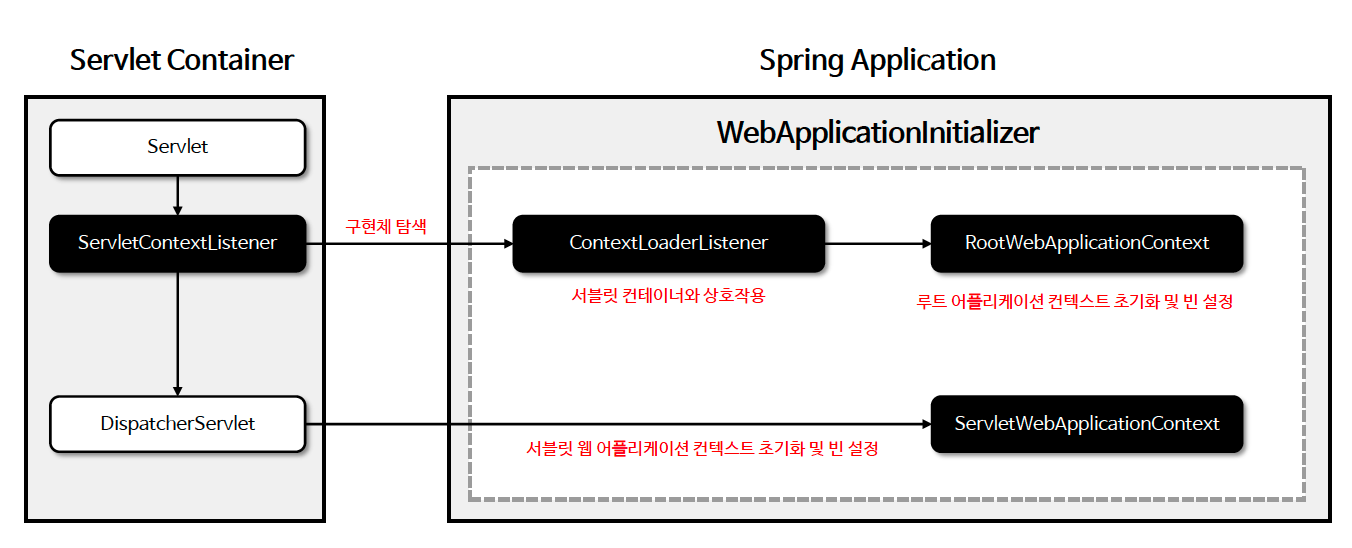 Servlet Container
Spring Application
WebApplicationInitializer
Servlet
ServletContextListener
구현체 탐색
ContextLoaderListener
RootWebApplicationContext
서블릿 컨테이너와 상호작용
루트 어플리케이션 컨텍스트 초기화 및 빈 설정
DispatcherServlet
ServletWebApplicationContext
서블릿 웹 어플리케이션 컨텍스트 초기화 및 빈 설정